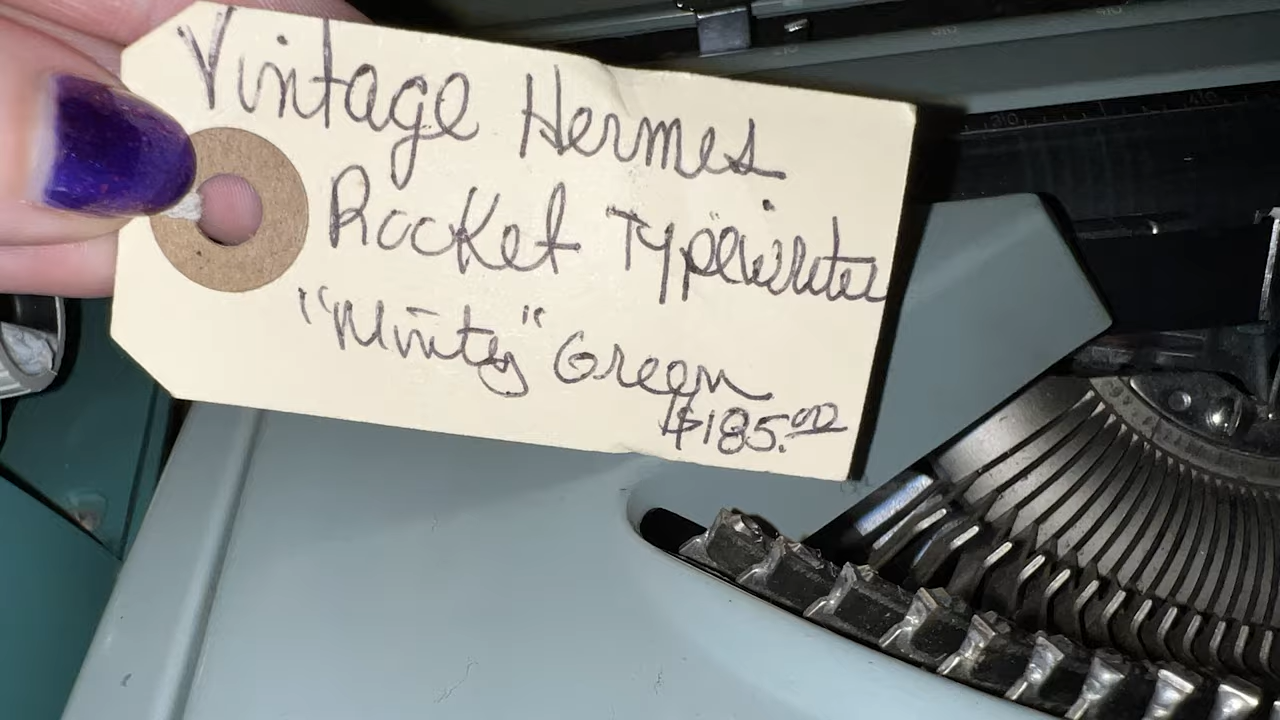 Vintage Hermes
Rocket Typewriter
"Minty" Green
$185.00